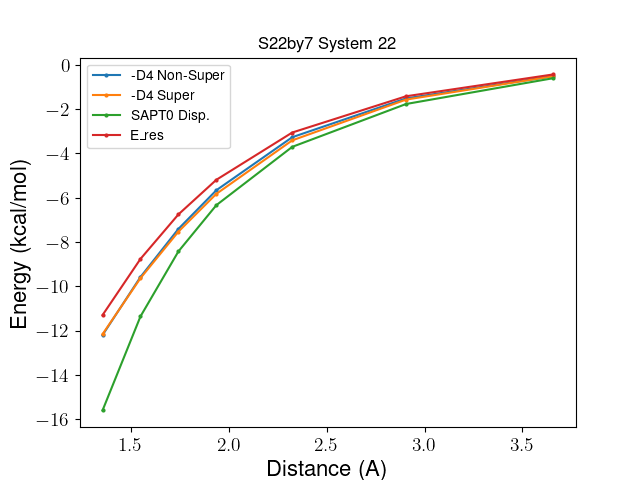 S22by7 System 22
-D4 Non-Super
-D4 Super
SAPT0 Disp.
E_res
Energy (kcal/mol)
0
−2
−4
−6
−8
−10
−12
−14
−16
1.5 2.0 2.5 3.0 3.5
Distance (A)